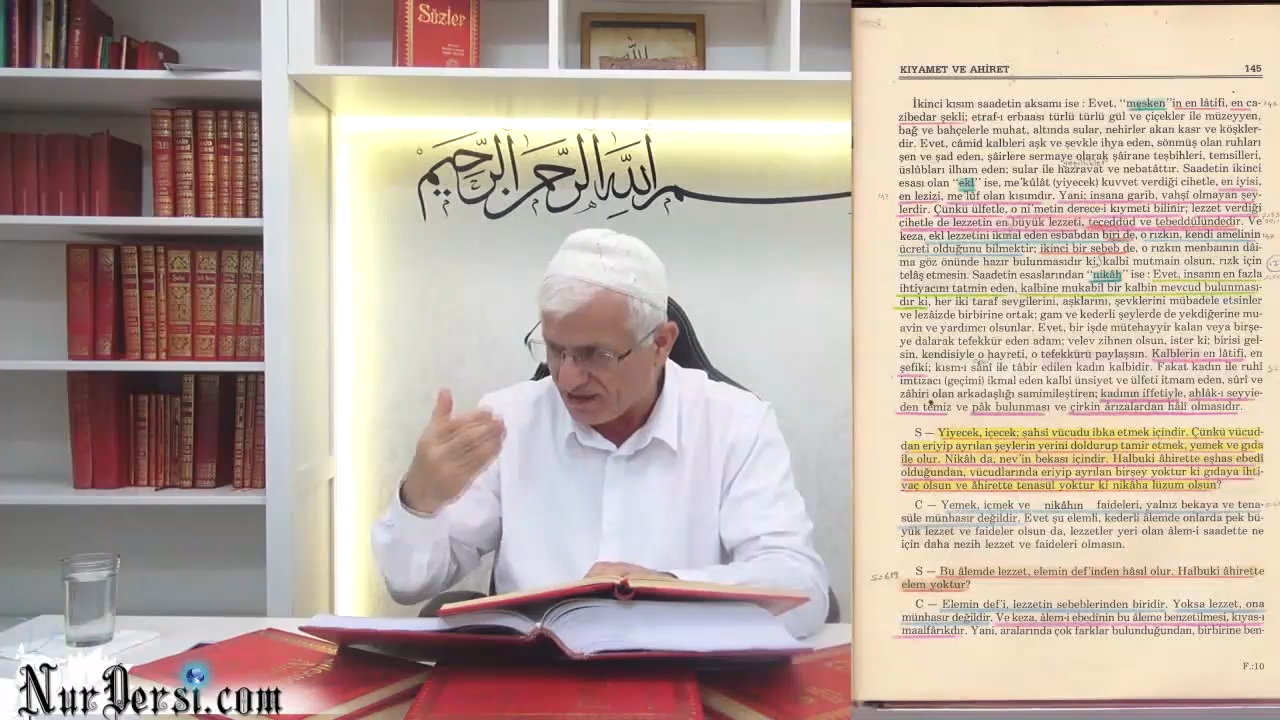 Sözler
الله
بسم الله الرحمن الرحيم
NurDersi.com
KIYAMET VE AHİRET 145
İkinci kısım saadetin aksamı ise : Evet, "mesken"in en lâtifi, en ca-
zibedar şekli; etraf-ı erbaası türlü türlü gül ve çiçekler ile müzeyyen,
bağ ve bahçelerle muhat, altında sular, nehirler akan kasr ve köşkler-
dir. Evet, câmid kalbleri aşk ve şevkle ihya eden, sönmüş olan ruhları
şen ve şad eden, şâirlere sermaye olarak şâirane teşbihleri, temsilleri,
üslûbları ilham eden; sular ile hazravat ve nebatâttır. Saadetin ikinci
esası olan "ekl" ise, me'kûlât (yiyecek) kuvvet verdiği cihetle, en iyisi,
en lezizi, me'lûf olan kısımdır. Yani; insana garib, vahşî olmayan şey-
lerdir. Çünkü ülfetle, o ni'metin derece-i kıymeti bilinir; lezzet verdiği
cihetle de lezzetin en büyük lezzeti, teceddüd ve tebeddülündedir. Ve
keza, ekl lezzetini ikmal eden esbabdan biri de, o rızkın, kendi amelinin
ücreti olduğunu bilmektir; ikinci bir sebeb de, o rızkın menbaının dâi-
ma göz önünde hazır bulunmasıdır ki, kalbi mutmain olsun, rızk için
telâş etmesin. Saadetin esaslarından "nikâh" ise : Evet, insanın en fazla
ihtiyacını tatmin eden, kalbine mukabil bir kalbin mevcud bulunması-
dır ki, her iki taraf sevgilerini, aşklarını, şevklerini mübadele etsinler
ve lezâizde birbirine ortak; gam ve kederli şeylerde de yekdiğerine mu-
avin ve yardımcı olsunlar. Evet, bir işde mütehayyir kalan veya birşe-
ye dalarak tefekkür eden adam; velev zihnen olsun, ister ki; birisi gel-
sin, kendisiyle o hayreti, o tefekkürü paylaşsın. Kalblerin en lâtifi, en
şefiki; kısm-ı sâni ile tâbir edilen kadın kalbidir. Fakat kadın ile ruhî
imtizacı (geçimi) ikmal eden kalbî ünsiyet ve ülfeti itmam eden, sûrî ve
zâhiri olan arkadaşlığı samimileştiren; kadının iffetiyle, ahlâk-ı seyyie-
den temiz ve pâk bulunması ve çirkin ârızalardan hâlî olmasıdır.
S — Yiyecek, içecek; şahsî vücudu ibka etmek içindir. Çünkü vücud-
dan eriyip ayrılan şeylerin yerini doldurup tamir etmek, yemek ve gıda
ile olur. Nikâh da, nev'in bekası içindir. Halbuki âhirette eşhas ebedî
olduğundan, vücudlarında eriyip ayrılan birşey yoktur ki gıdaya ihti-
yaç olsun ve âhirette tenasül yoktur ki nikâha lüzum olsun?
C — Yemek, içmek ve nikâhın faideleri, yalnız bekaya ve tena-
süle münhasır değildir. Evet şu elemli, kederli âlemde onlarda pek bü-
yük lezzet ve faideler olsun da, lezzetler yeri olan âlem-i saadette ne
için daha nezih lezzet ve faideleri olmasın.
S — Bu âlemde lezzet, elemin def'inden hâsıl olur. Halbuki âhirette
elem yoktur?
C — Elemin def'i, lezzetin sebeblerinden biridir. Yoksa lezzet, ona
münhasır değildir. Ve keza, âlem-i ebedînin bu âleme benzetilmesi, kıyas-ı
maalfârıkdır. Yani, aralarında çok farklar bulunduğundan, birbirine ben-
F.:10